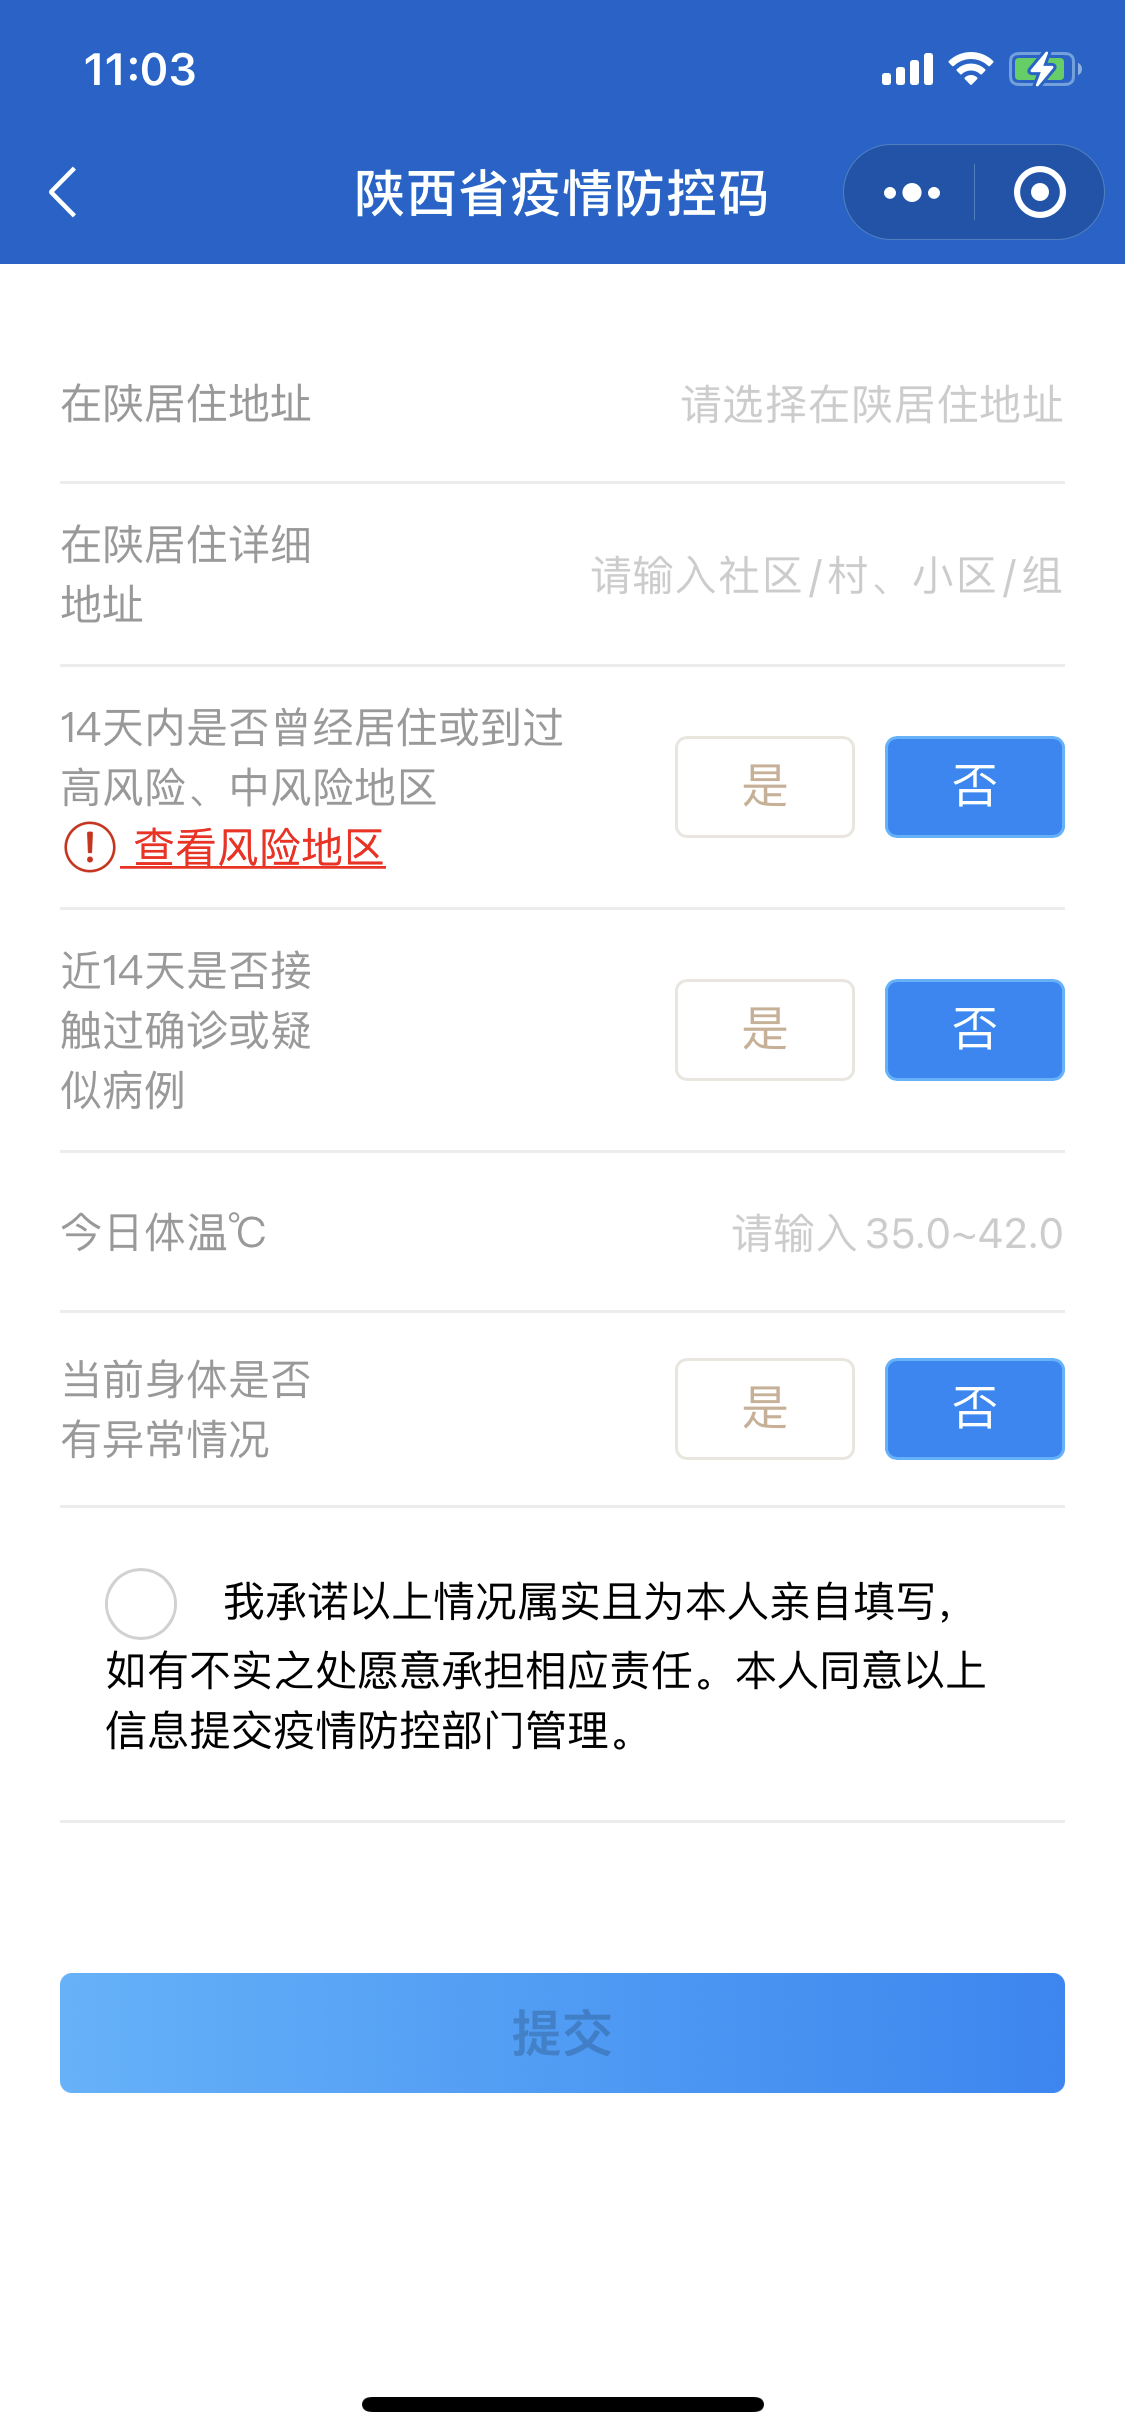 11:03
陕西省疫情防控码
在陕居住地址
请选择在陕居住地址
在陕居住详细
地址
请输入社区/村、小区/组
14天内是否曾经居住或到过
高风险、中风险地区
! 查看风险地区
是
否
近14天是否接
触过确诊或疑
似病例
是
否
今日体温℃
请输入 35.0~42.0
当前身体是否
有异常情况
是
否
我承诺以上情况属实且为本人亲自填写，
如有不实之处愿意承担相应责任。本人同意以上
信息提交疫情防控部门管理。
提交